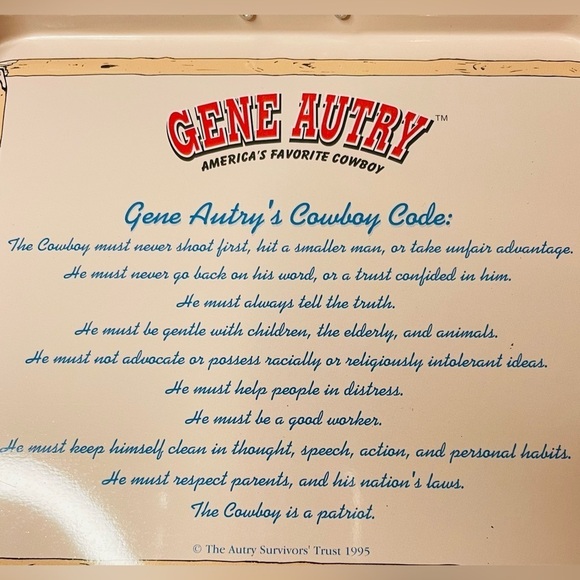 GENE AUTRY™
AMERICA'S FAVORITE COWBOY
Gene Autry's Cowboy Code:
The Cowboy must never shoot first, hit a smaller man, or take unfair advantage.
He must never go back on his word, or a trust confided in him.
He must always tell the truth.
He must be gentle with children, the elderly, and animals.
He must not advocate or possess racially or religiously intolerant ideas.
He must help people in distress.
He must be a good worker.
He must keep himself clean in thought, speech, action, and personal habits.
He must respect parents, and his nation's laws.
The Cowboy is a patriot.
© The Autry Survivors' Trust 1995